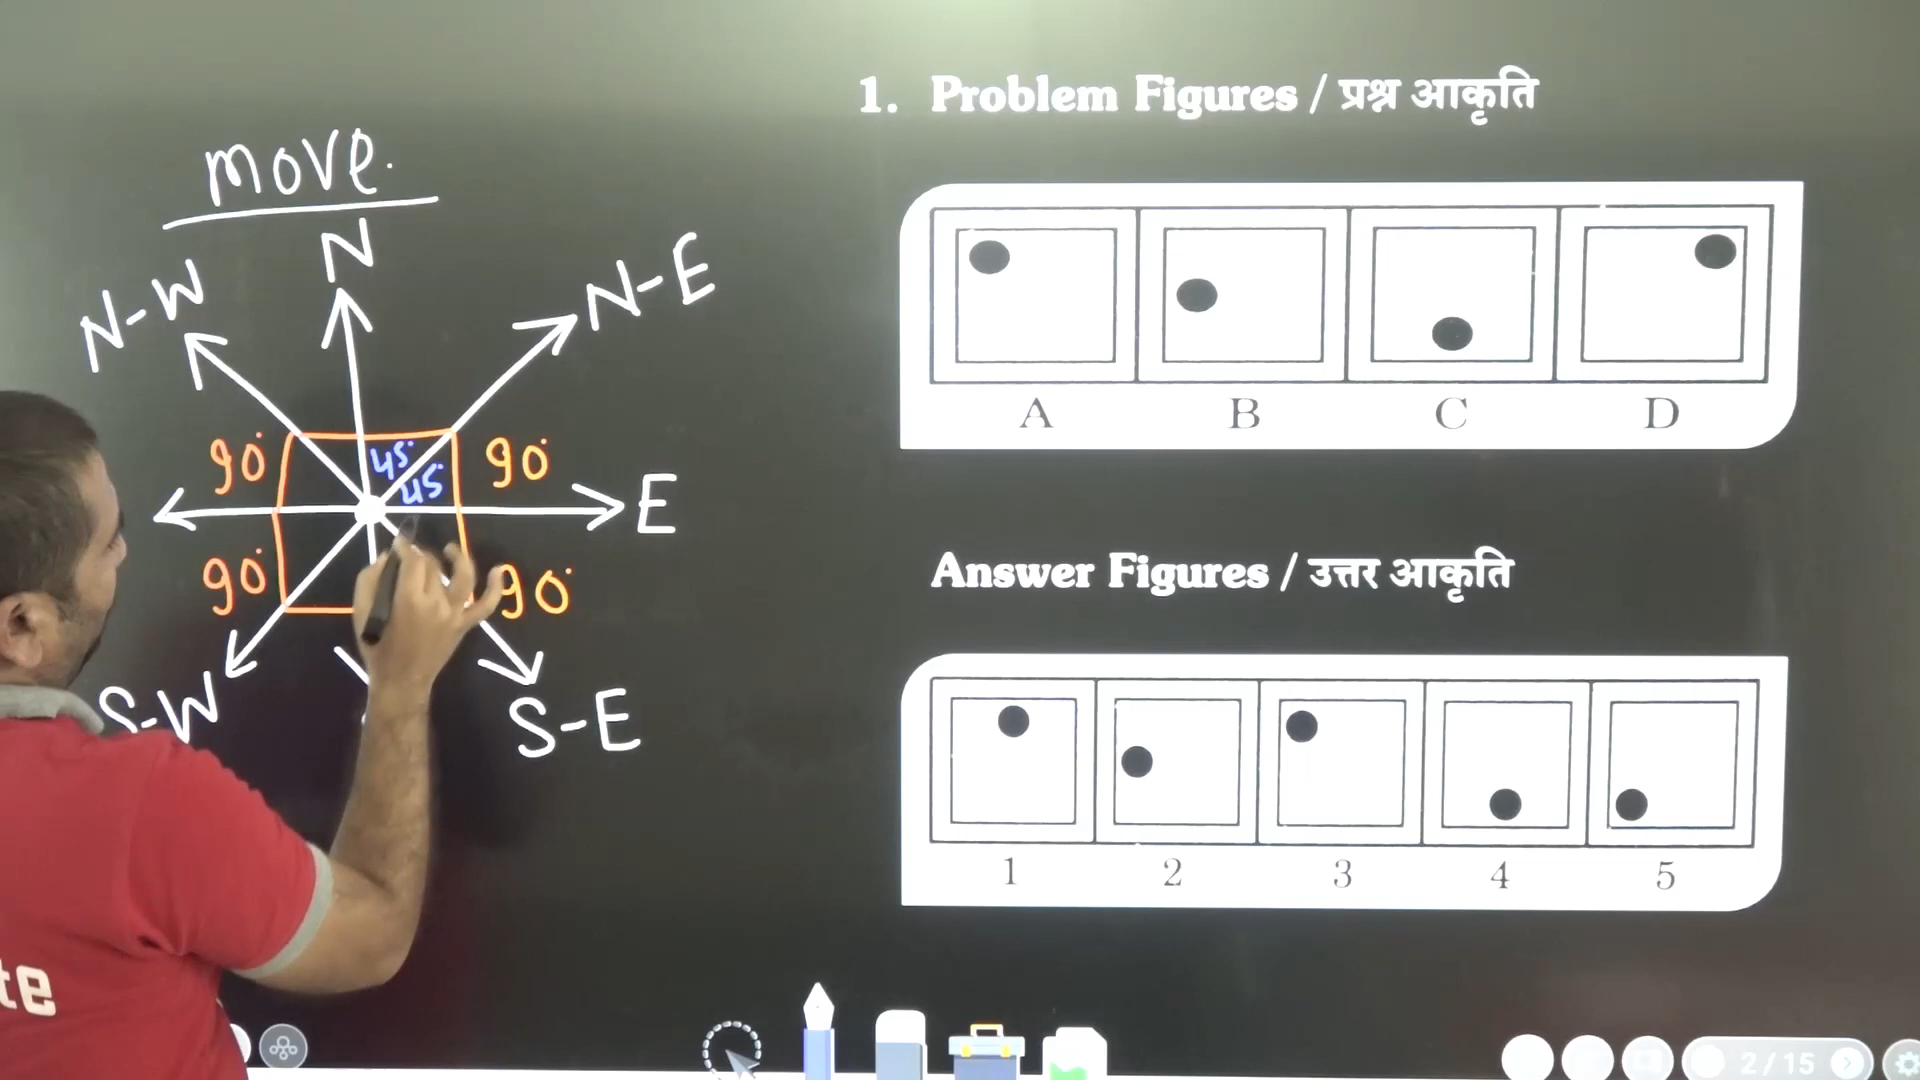 move.
N
N-W
N-E
90°
45°
45°
90°
E
90°
90°
S-W
S-E
te
1. Problem Figures / प्रश्न आकृति
A B C D
Answer Figures / उत्तर आकृति
1 2 3 4 5
2/15